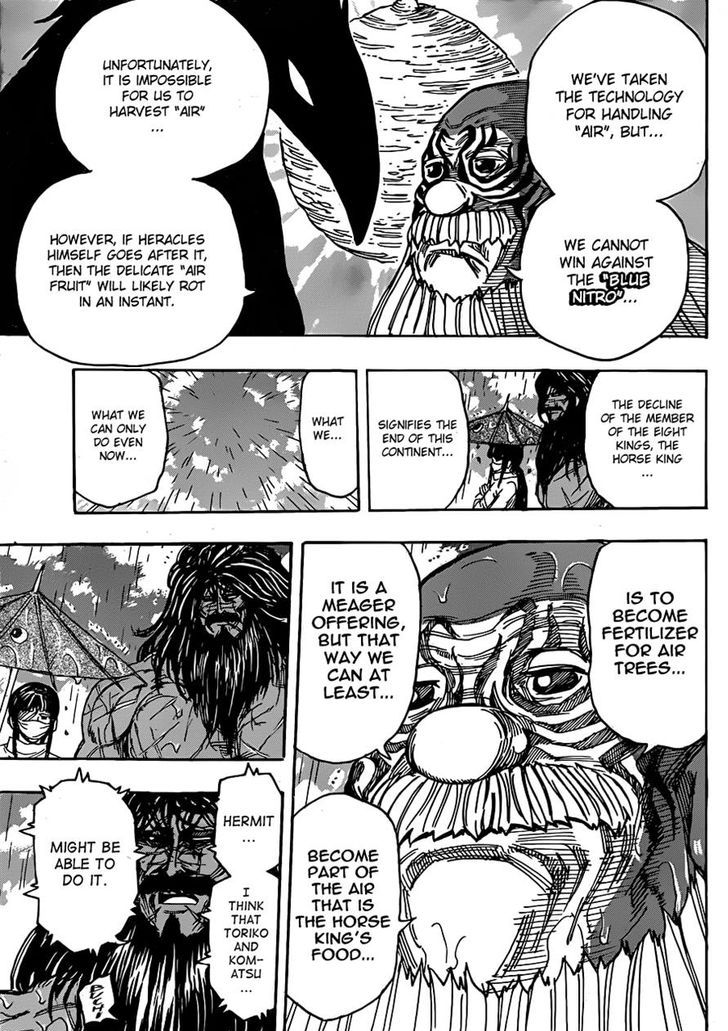 WE'VE TAKEN
THE TECHNOLOGY
FOR HANDLING
"AIR", BUT...
WE CANNOT
WIN AGAINST
THE "BLUE
NITRO"...
UNFORTUNATELY,
IT IS IMPOSSIBLE
FOR US TO
HARVEST "AIR"
...
HOWEVER, IF HERACLES
HIMSELF GOES AFTER IT,
THEN THE DELICATE "AIR
FRUIT" WILL LIKELY ROT
IN AN INSTANT.
THE DECLINE
OF THE MEMBER
OF THE EIGHT
KINGS, THE
HORSE KING
...
SIGNIFIES THE
END OF THIS
CONTINENT...
WHAT
WE...
WHAT WE
CAN ONLY
DO EVEN
NOW...
IS TO
BECOME
FERTILIZER
FOR AIR
TREES...
IT IS A
MEAGER
OFFERING,
BUT THAT
WAY WE
CAN AT
LEAST...
BECOME
PART OF
THE AIR
THAT IS
THE HORSE
KING'S
FOOD...
HERMIT
...
I
THINK
THAT
TORIKO
AND
KOM-
ATSU
...
MIGHT BE
ABLE TO
DO IT.